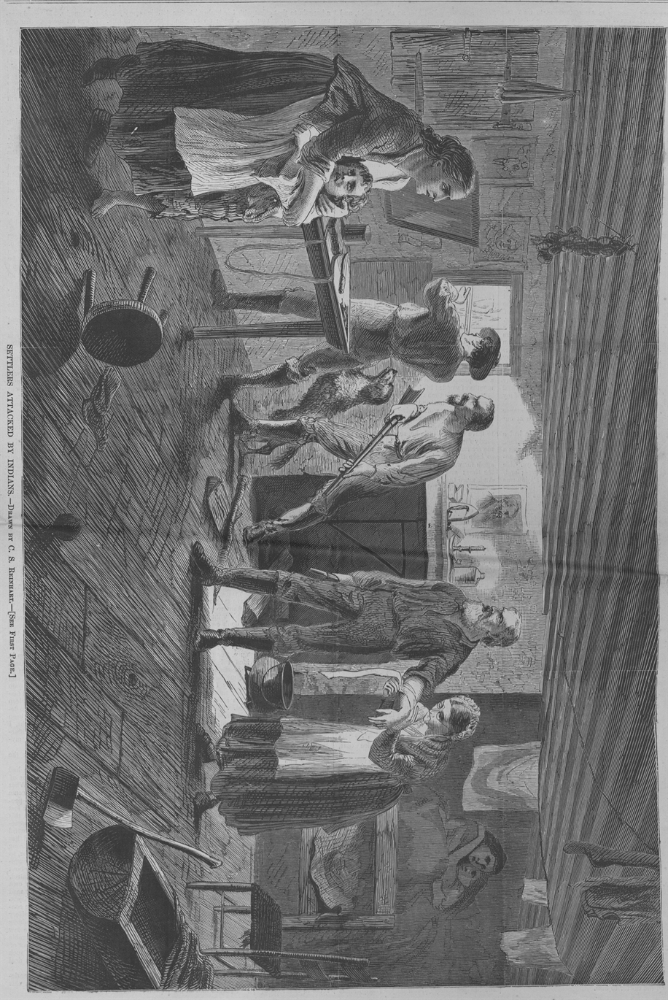 SETTLERS ATTACKED BY INDIANS.—Drawn by C. S. Reinhart.—[See First Page.]